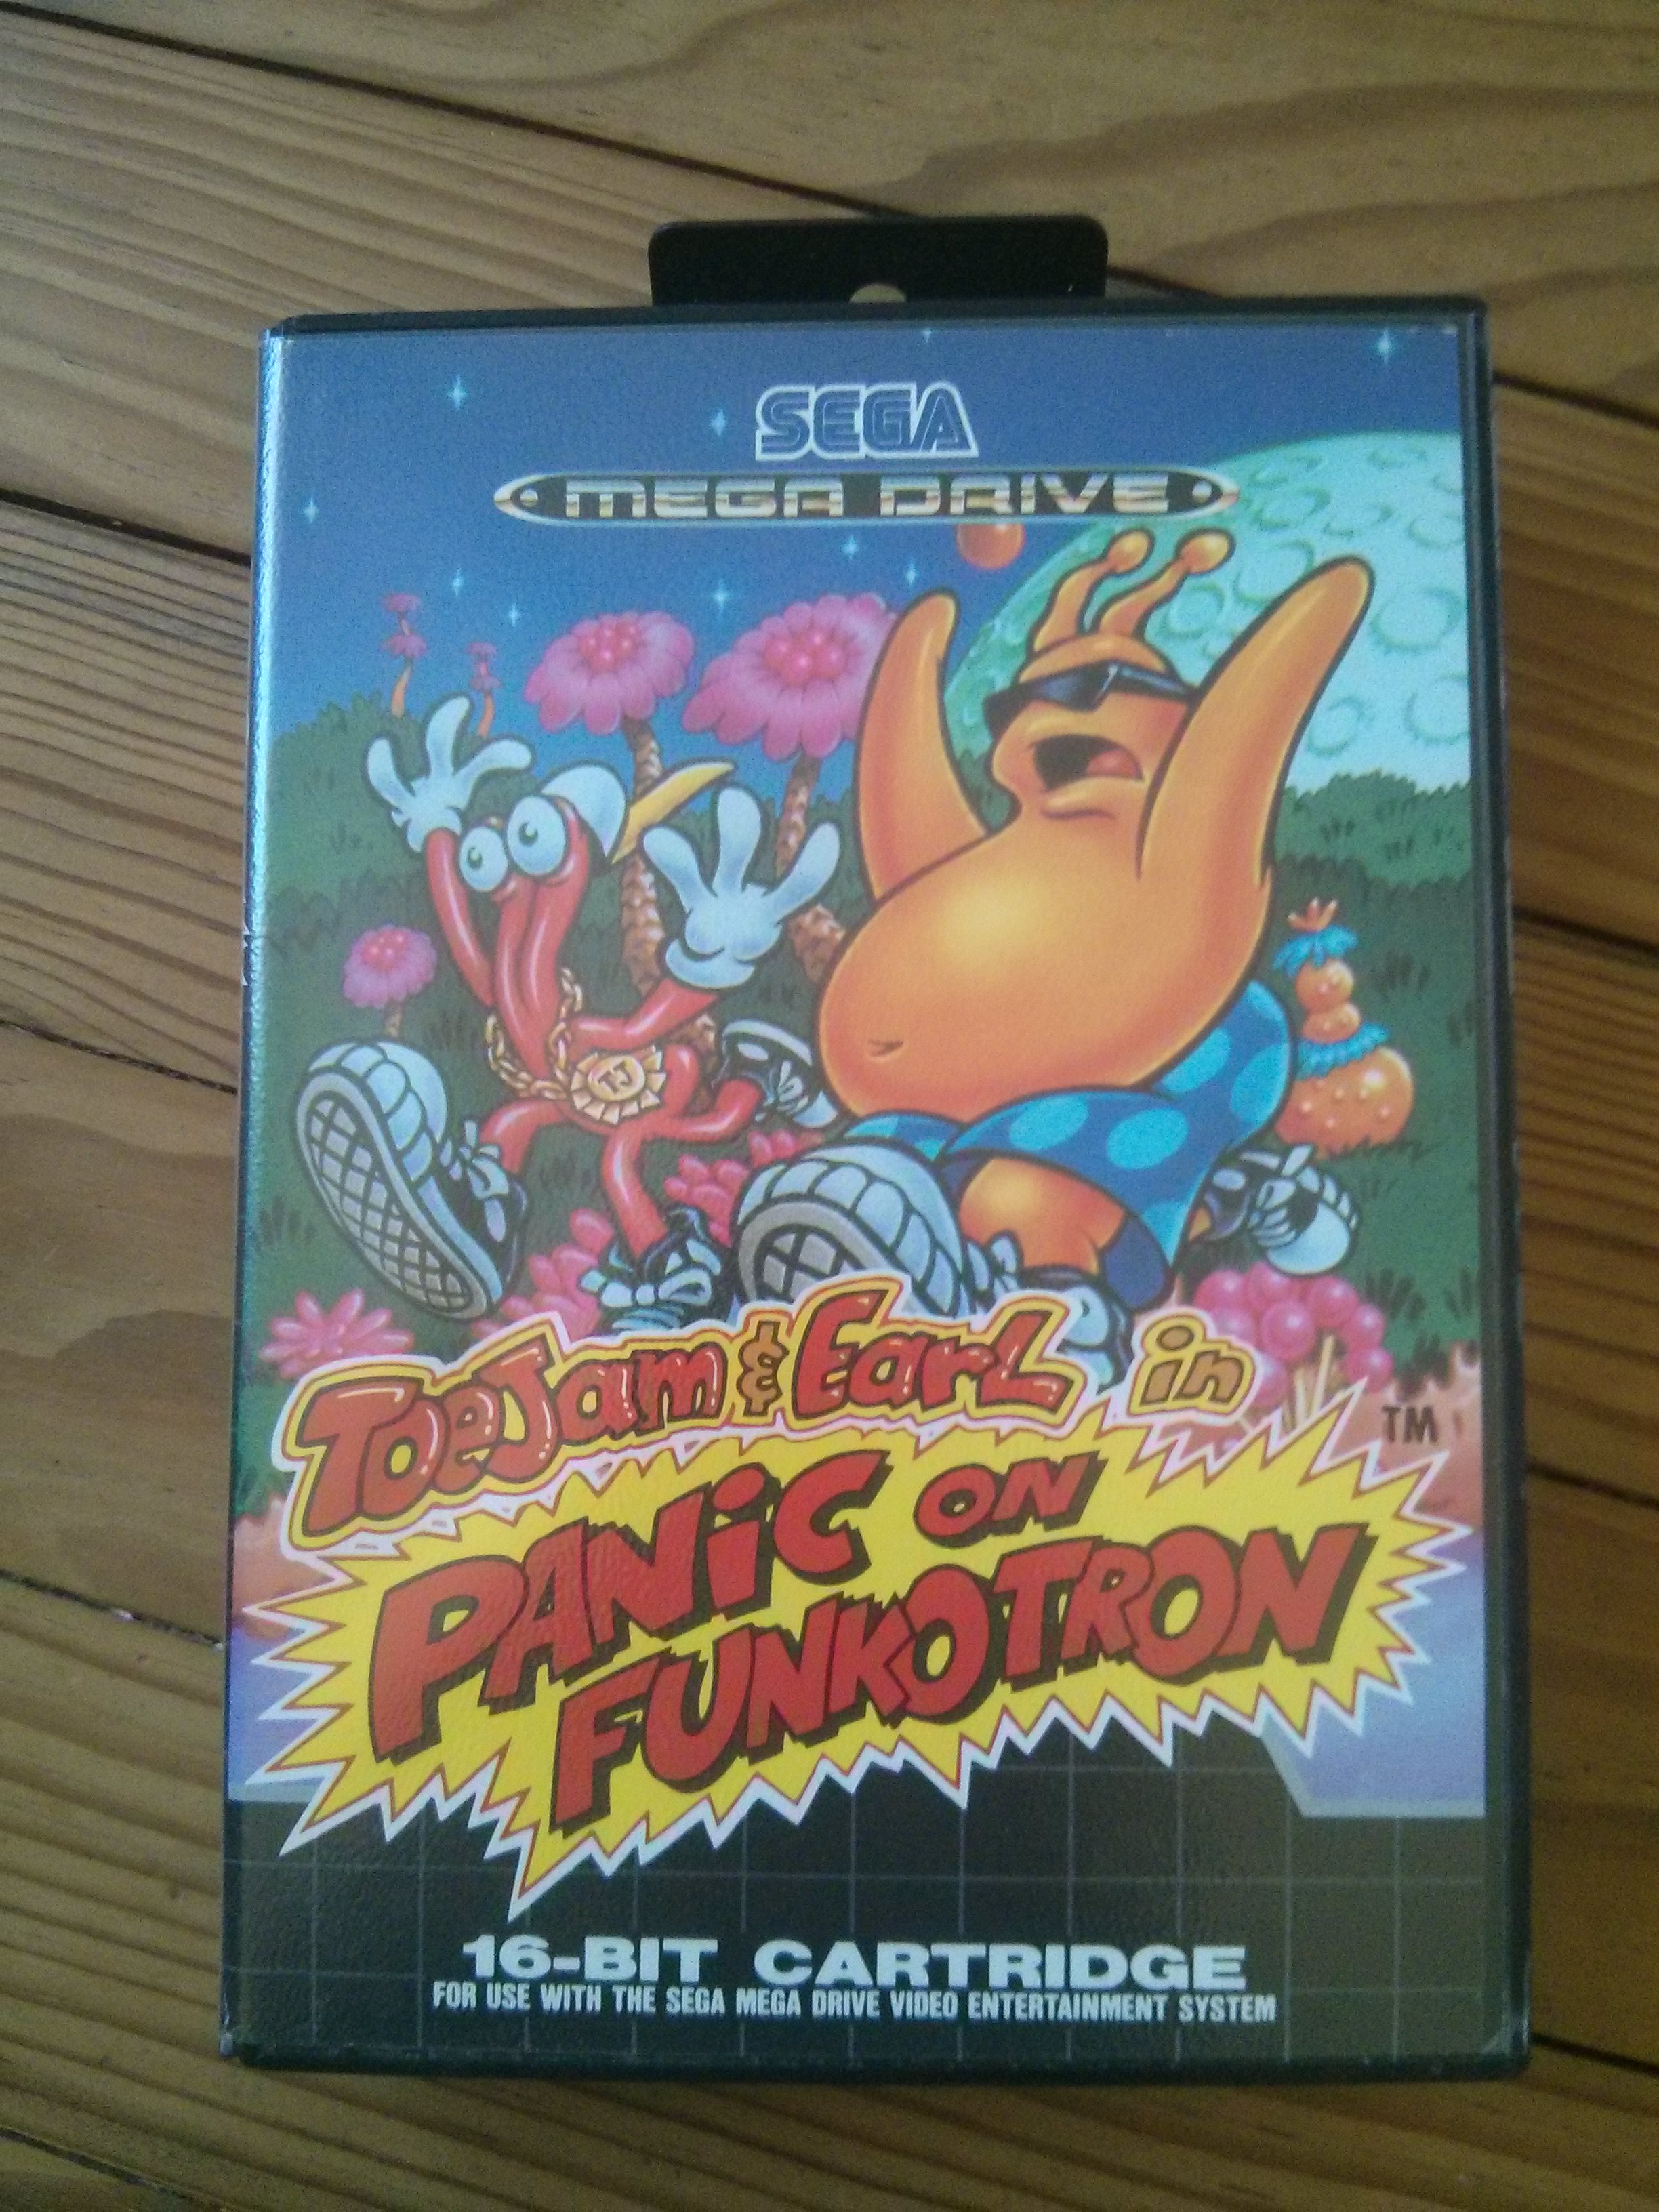 SEGA
MEGA DRIVE
TJ
ToeJam & Earl in
TM
PANiC ON
FUNKOTRON
16-BIT CARTRIDGE
FOR USE WITH THE SEGA MEGA DRIVE VIDEO ENTERTAINMENT SYSTEM